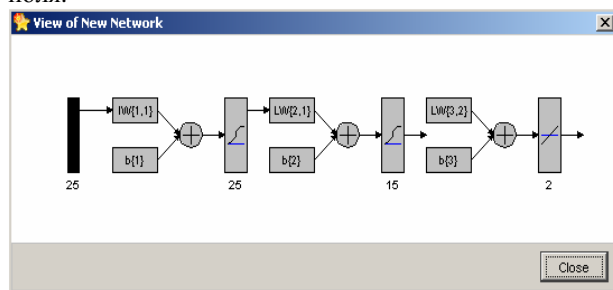 View of New Network
IW{1,1}
LW{2,1}
LW{3,2}
b{1}
b{2}
b{3}
25
25
15
2
Close